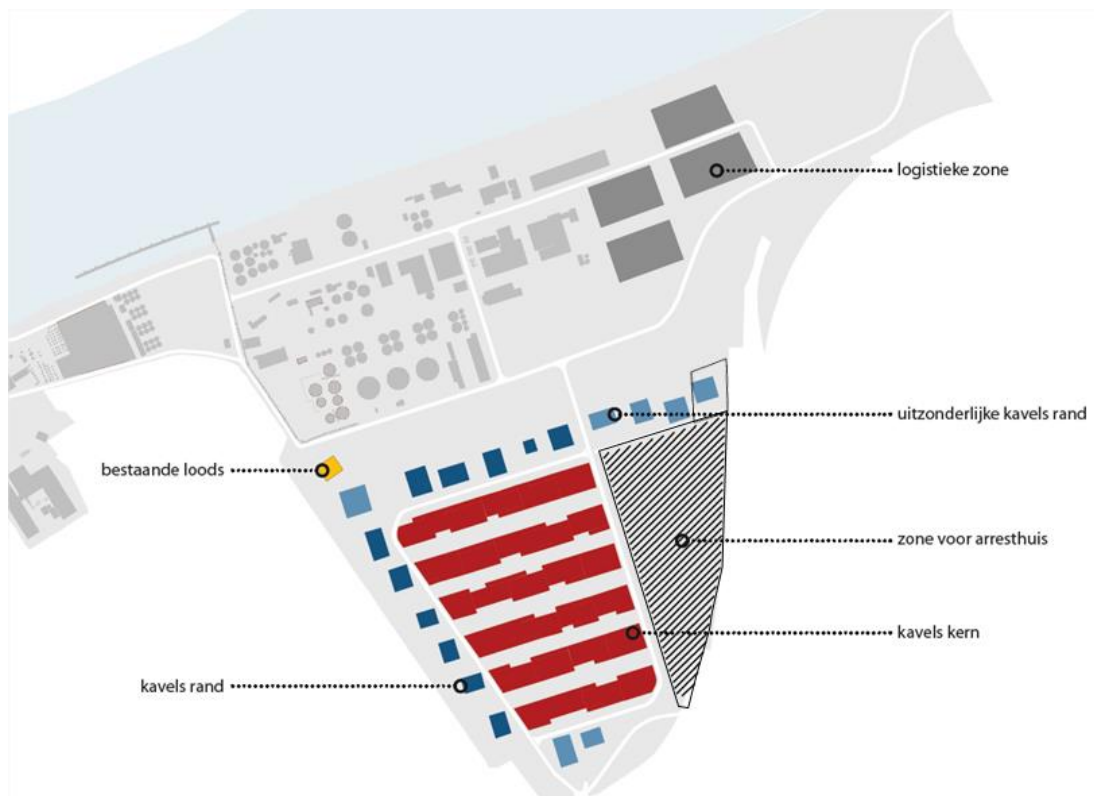 logistieke zone
uitzonderlijke kavels rand
bestaande loods
zone voor arresthuis
kavels kern
kavels rand